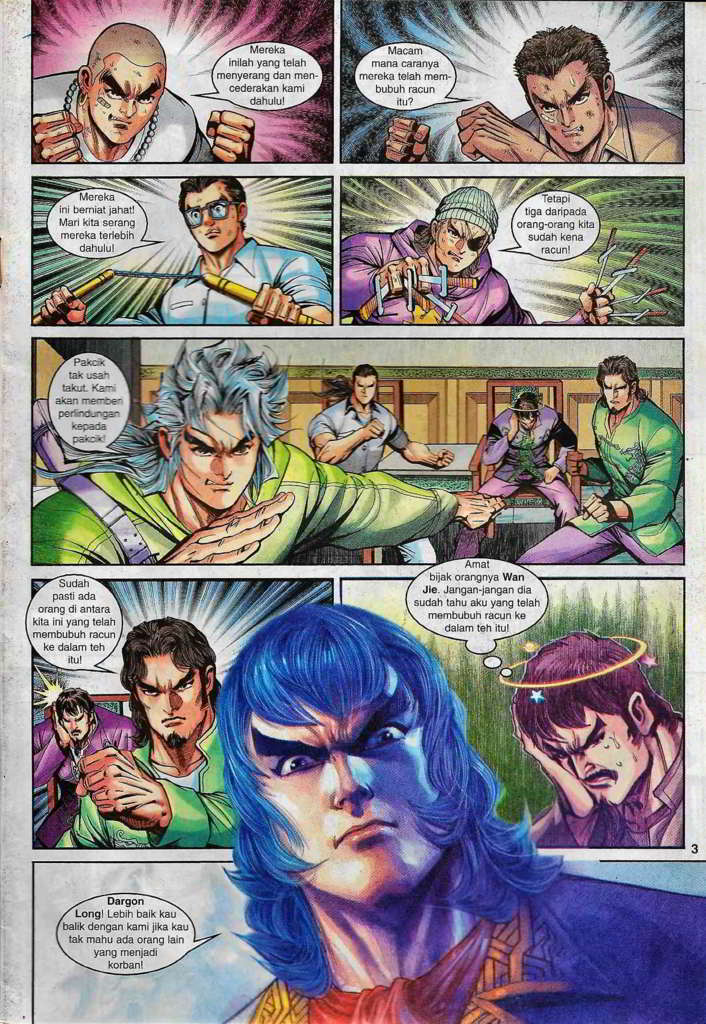 Mereka
inilah yang telah
menyerang dan men-
cederakan kami
dahulu!
Macam
mana caranya
mereka telah mem-
bubuh racun
itu?
Mereka
ini berniat jahat!
Mari kita serang
mereka terlebih
dahulu!
Tetapi
tiga daripada
orang-orang kita
sudah kena
racun!
Pakcik
tak usah
takut. Kami
akan memberi
perlindungan
kepada
pakcik!
Sudah
pasti ada
orang di antara
kita ini yang telah
membubuh racun
ke dalam teh
itu!
Amat
bijak orangnya Wan
Jie. Jangan-jangan dia
sudah tahu aku yang telah
membubuh racun ke
dalam teh itu!
3
Dargon
Long! Lebih baik kau
balik dengan kami jika kau
tak mahu ada orang lain
yang menjadi
korban!